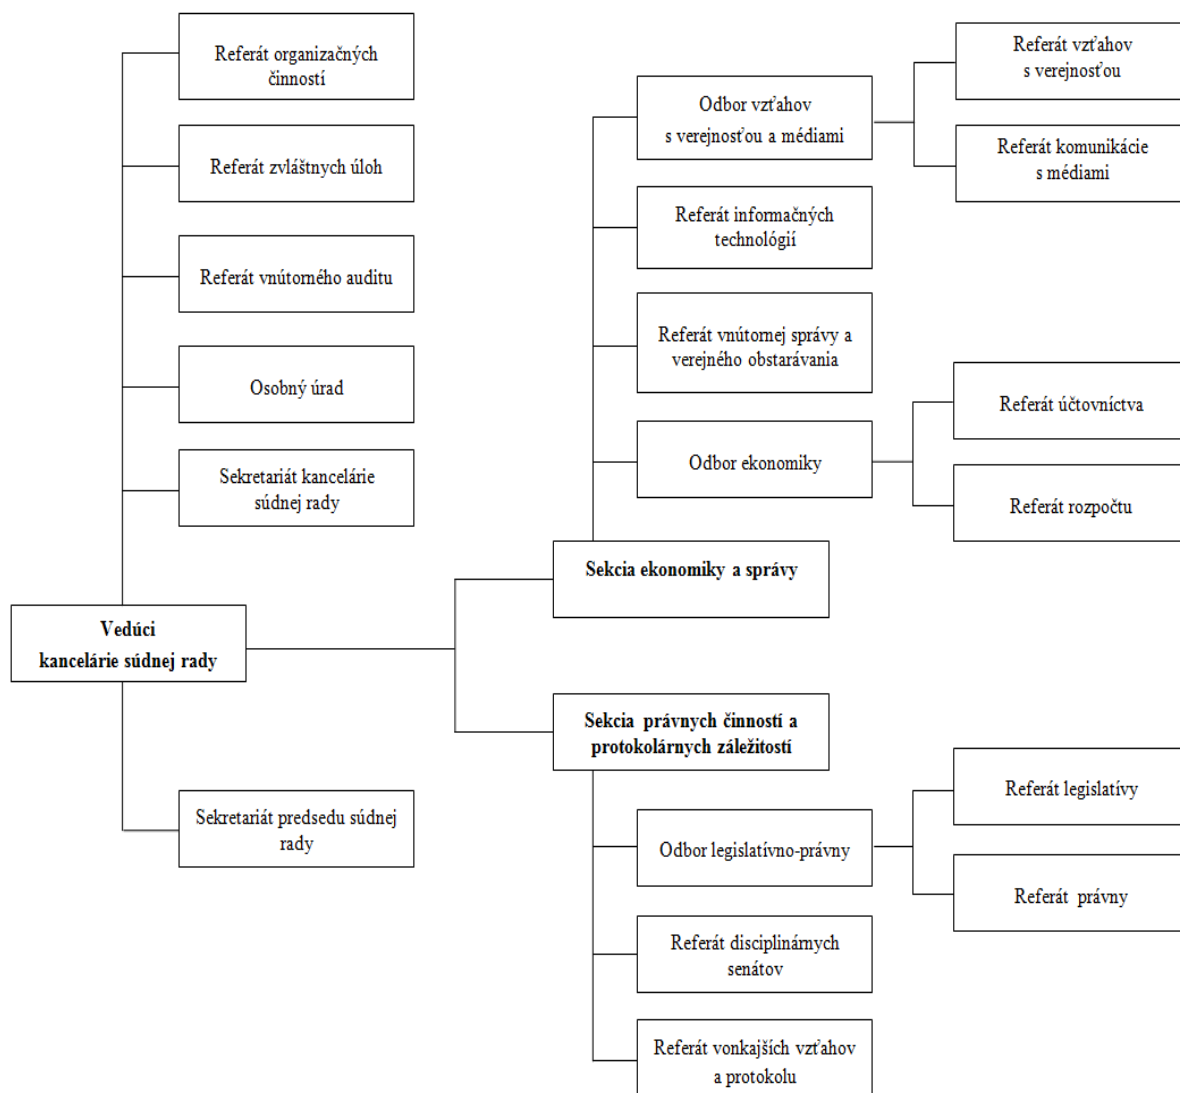 Referát organizačných
činností
Referát zvláštnych úloh
Referát vnútorného auditu
Osobný úrad
Sekretariát kancelárie
súdnej rady
Vedúci
kancelárie súdnej rady
Sekretariát predsedu súdnej
rady
Odbor vzťahov
s verejnosťou a médiami
Referát informačných
technológií
Referát vnútornej správy a
verejného obstarávania
Odbor ekonomiky
Sekcia ekonomiky a správy
Sekcia právnych činností a
protokolárnych záležitostí
Odbor legislatívno-právny
Referát disciplinárnych
senátov
Referát vonkajších vzťahov
a protokolu
Referát vzťahov
s verejnosťou
Referát komunikácie
s médiami
Referát účtovníctva
Referát rozpočtu
Referát legislatívy
Referát právny